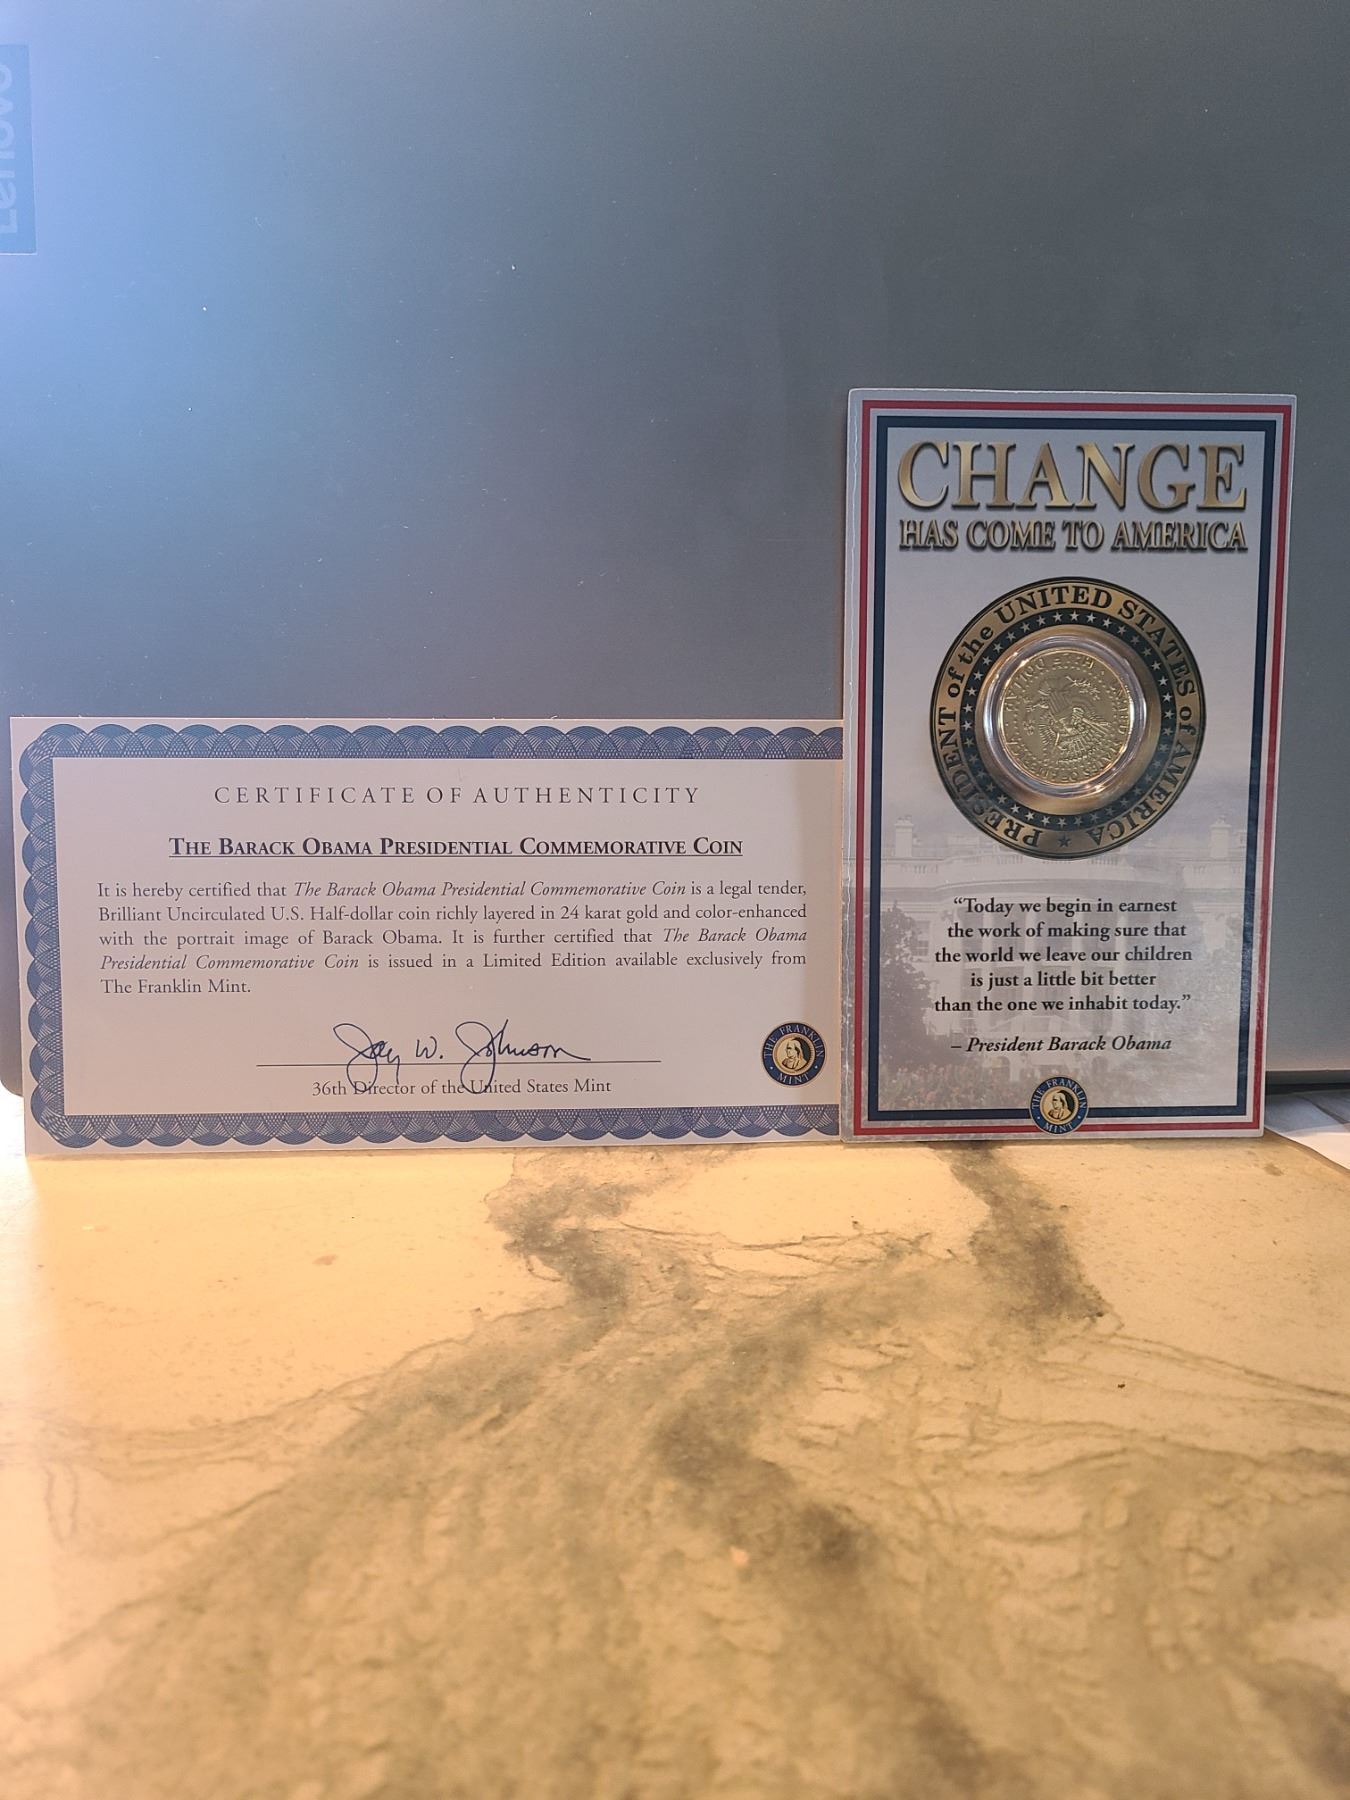 Lenovo
CERTIFICATE OF AUTHENTICITY
THE BARACK OBAMA PRESIDENTIAL COMMEMORATIVE COIN
It is hereby certified that The Barack Obama Presidential Commemorative Coin is a legal tender,
Brilliant Uncirculated U.S. Half-dollar coin richly layered in 24 karat gold and color-enhanced
with the portrait image of Barack Obama. It is further certified that The Barack Obama
Presidential Commemorative Coin is issued in a Limited Edition available exclusively from
The Franklin Mint.
Jay W. Johnson
36th Director of the United States Mint
THE FRANKLIN MINT
CHANGE
HAS COME TO AMERICA
PRESIDENT of the UNITED STATES of AMERICA
UNITED STATES OF AMERICA
HALF DOLLAR
“Today we begin in earnest
the work of making sure that
the world we leave our children
is just a little bit better
than the one we inhabit today.”
– President Barack Obama
THE FRANKLIN MINT